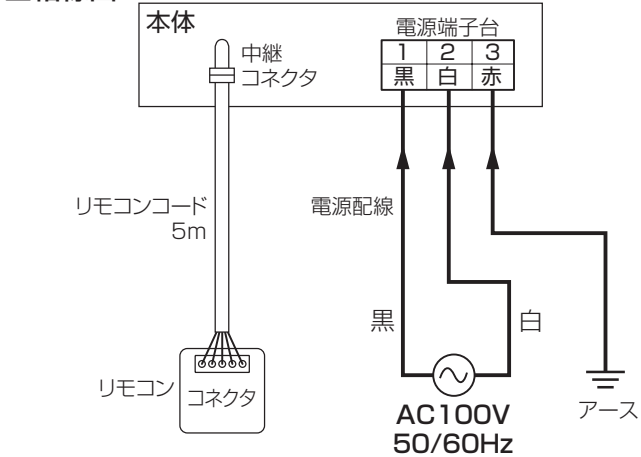 本体
電源端子台
1 2 3
黒 白 赤
中継
コネクタ
リモコンコード
5m
電源配線
黒
白
リモコン
コネクタ
AC100V
50/60Hz
アース